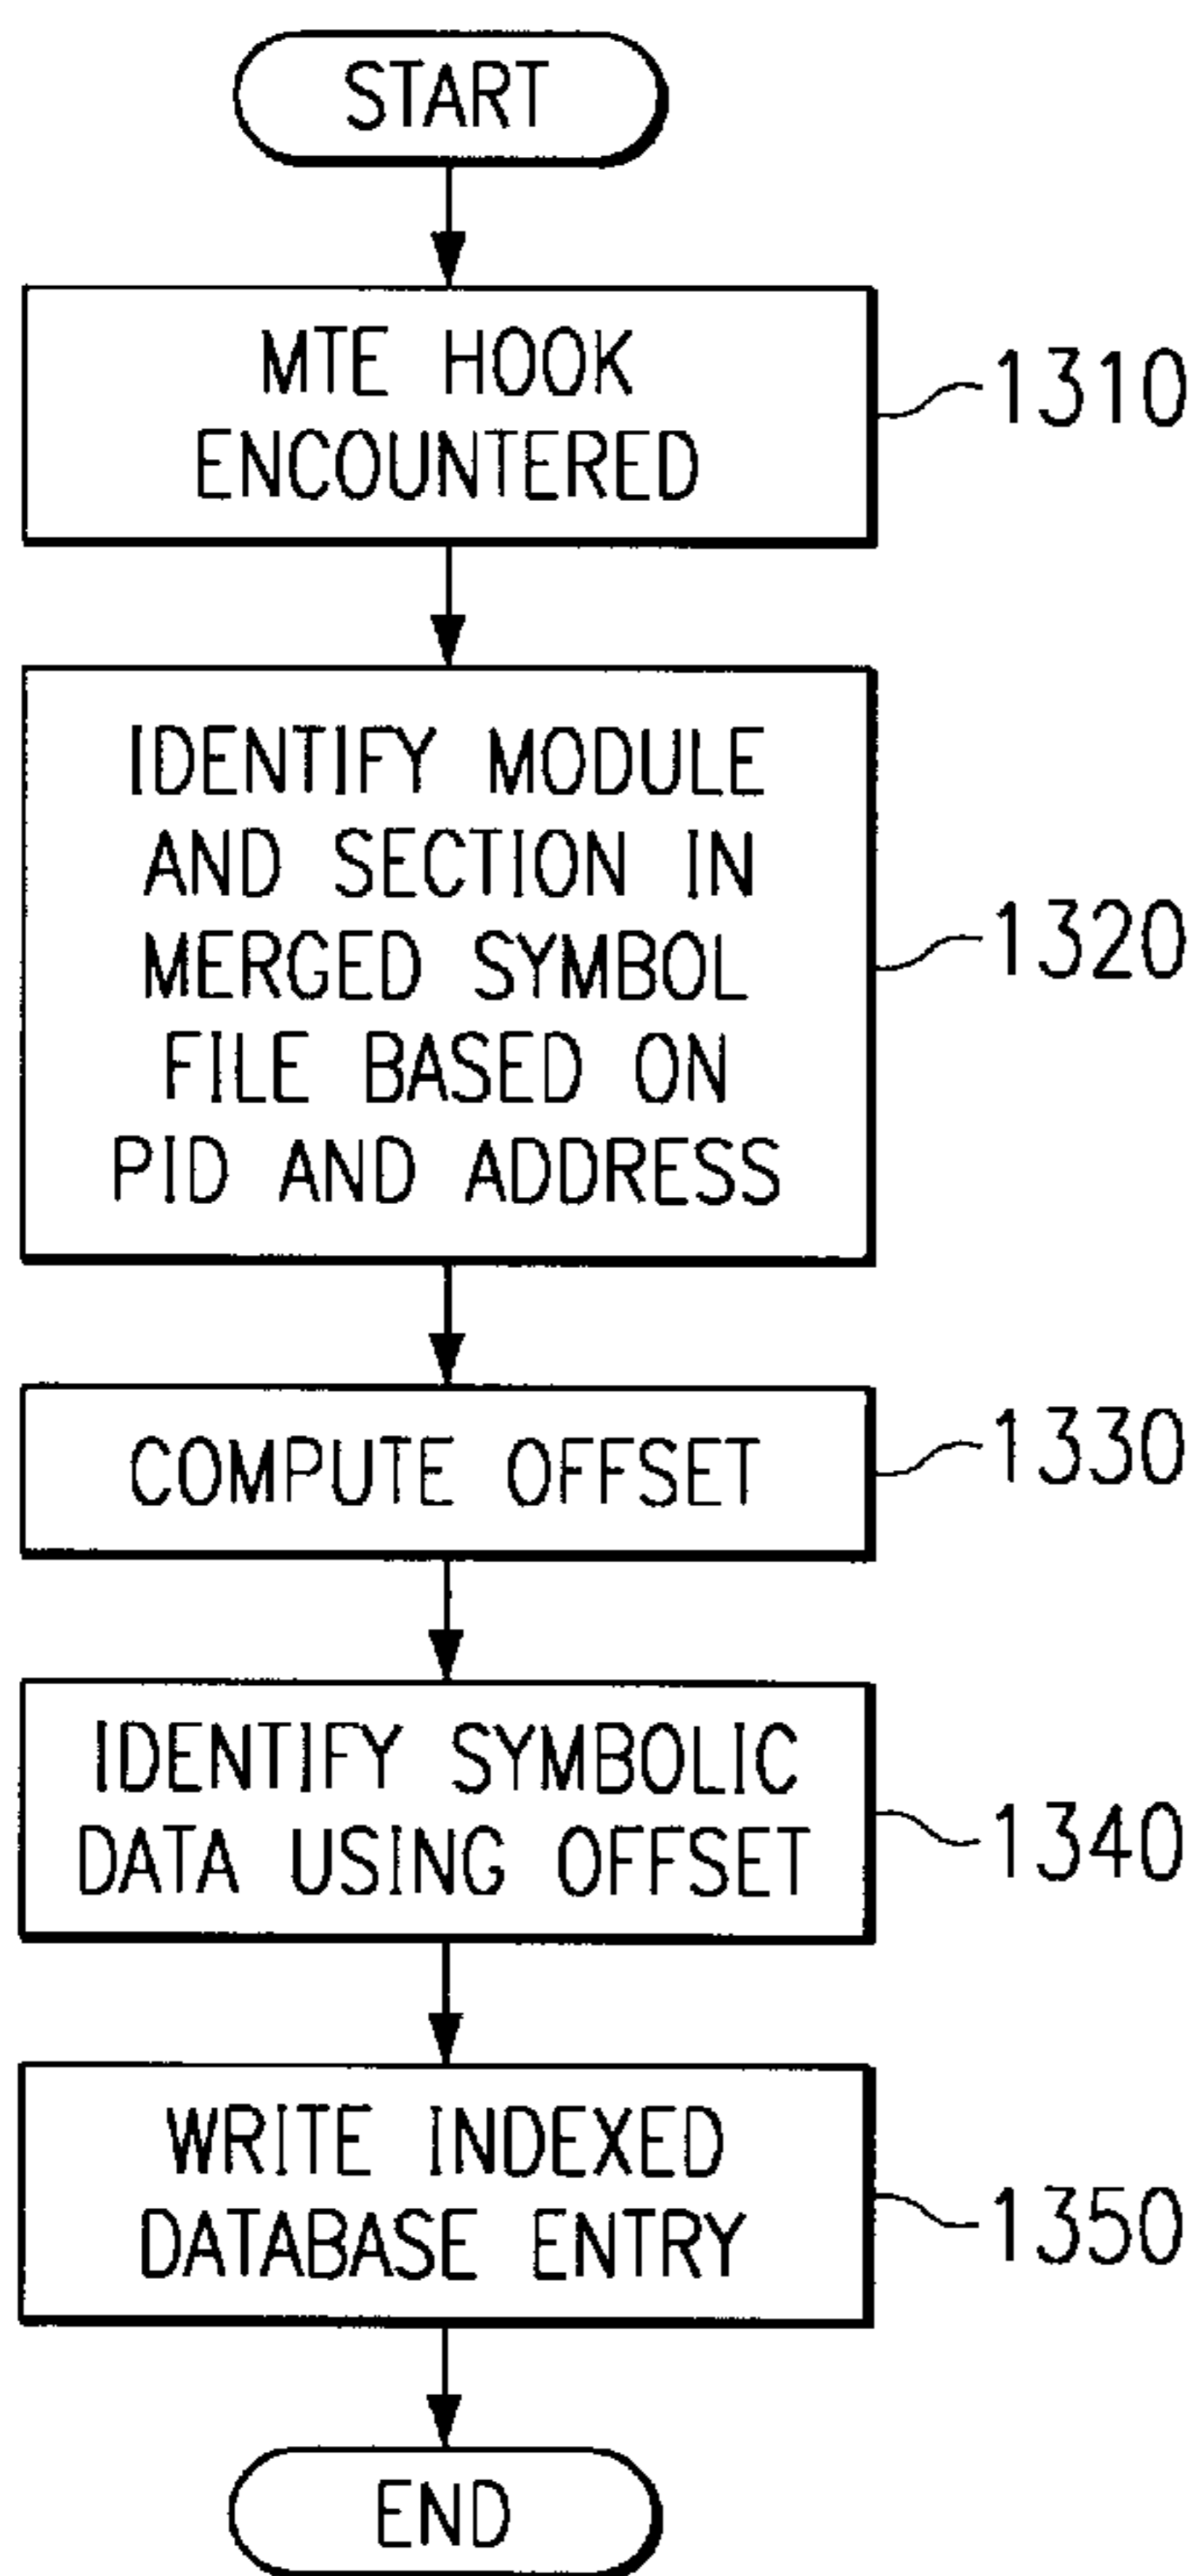 START
MTE HOOK
ENCOUNTERED
1310
IDENTIFY MODULE
AND SECTION IN
MERGED SYMBOL
FILE BASED ON
PID AND ADDRESS
1320
COMPUTE OFFSET
1330
IDENTIFY SYMBOLIC
DATA USING OFFSET
1340
WRITE INDEXED
DATABASE ENTRY
1350
END